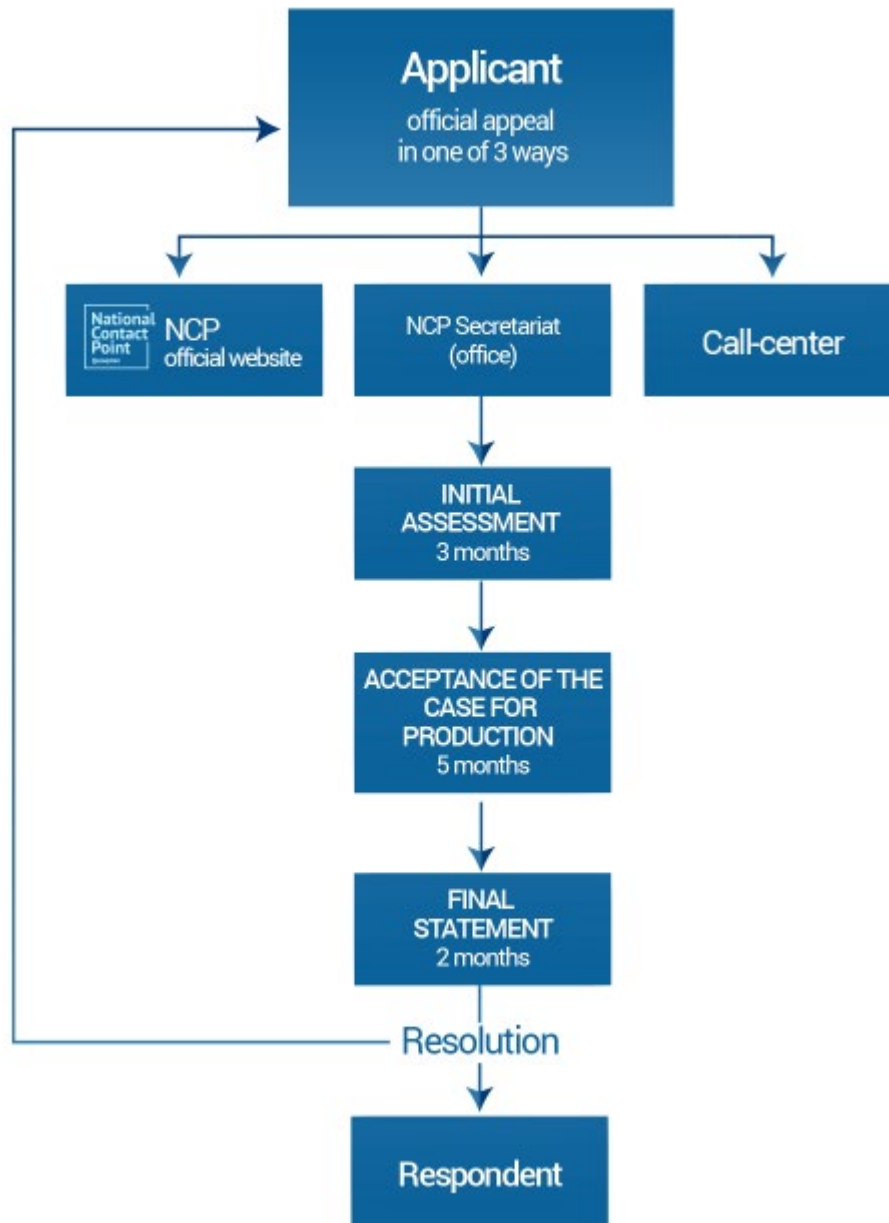 Applicant
official appeal
in one of 3 ways
National
Contact
Point
NCP
official website
NCP Secretariat
(office)
Call-center
INITIAL
ASSESSMENT
3 months
ACCEPTANCE OF THE
CASE FOR
PRODUCTION
5 months
FINAL
STATEMENT
2 months
Resolution
Respondent